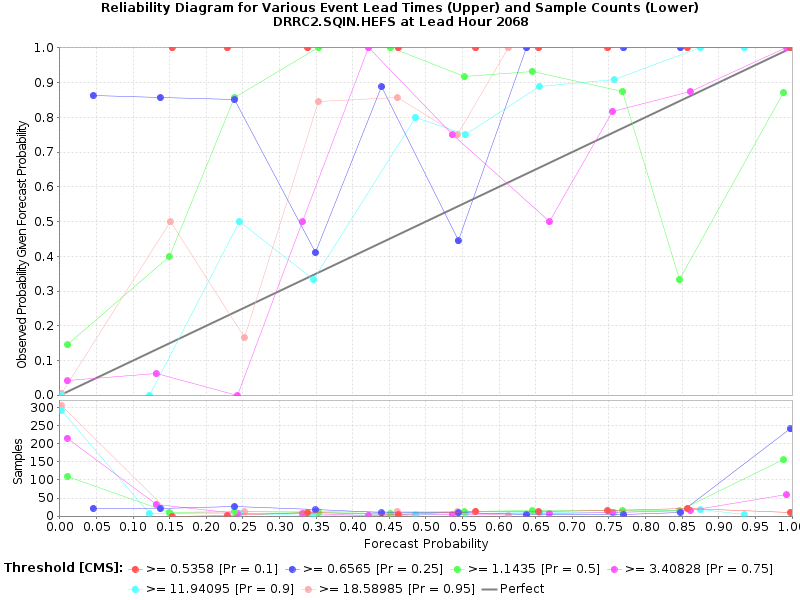 Reliability Diagram for Various Event Lead Times (Upper) and Sample Counts (Lower)
DRRC2.SQIN.HEFS at Lead Hour 2068
Observed Probability Given Forecast Probability
1.0
0.9
0.8
0.7
0.6
0.5
0.4
0.3
0.2
0.1
0.0
Samples
300
250
200
150
100
50
0
0.00 0.05 0.10 0.15 0.20 0.25 0.30 0.35 0.40 0.45 0.50 0.55 0.60 0.65 0.70 0.75 0.80 0.85 0.90 0.95 1.0
Forecast Probability
Threshold [CMS]: >= 0.5358 [Pr = 0.1] >= 0.6565 [Pr = 0.25] >= 1.1435 [Pr = 0.5] >= 3.40828 [Pr = 0.75]
>= 11.94095 [Pr = 0.9] >= 18.58985 [Pr = 0.95] Perfect